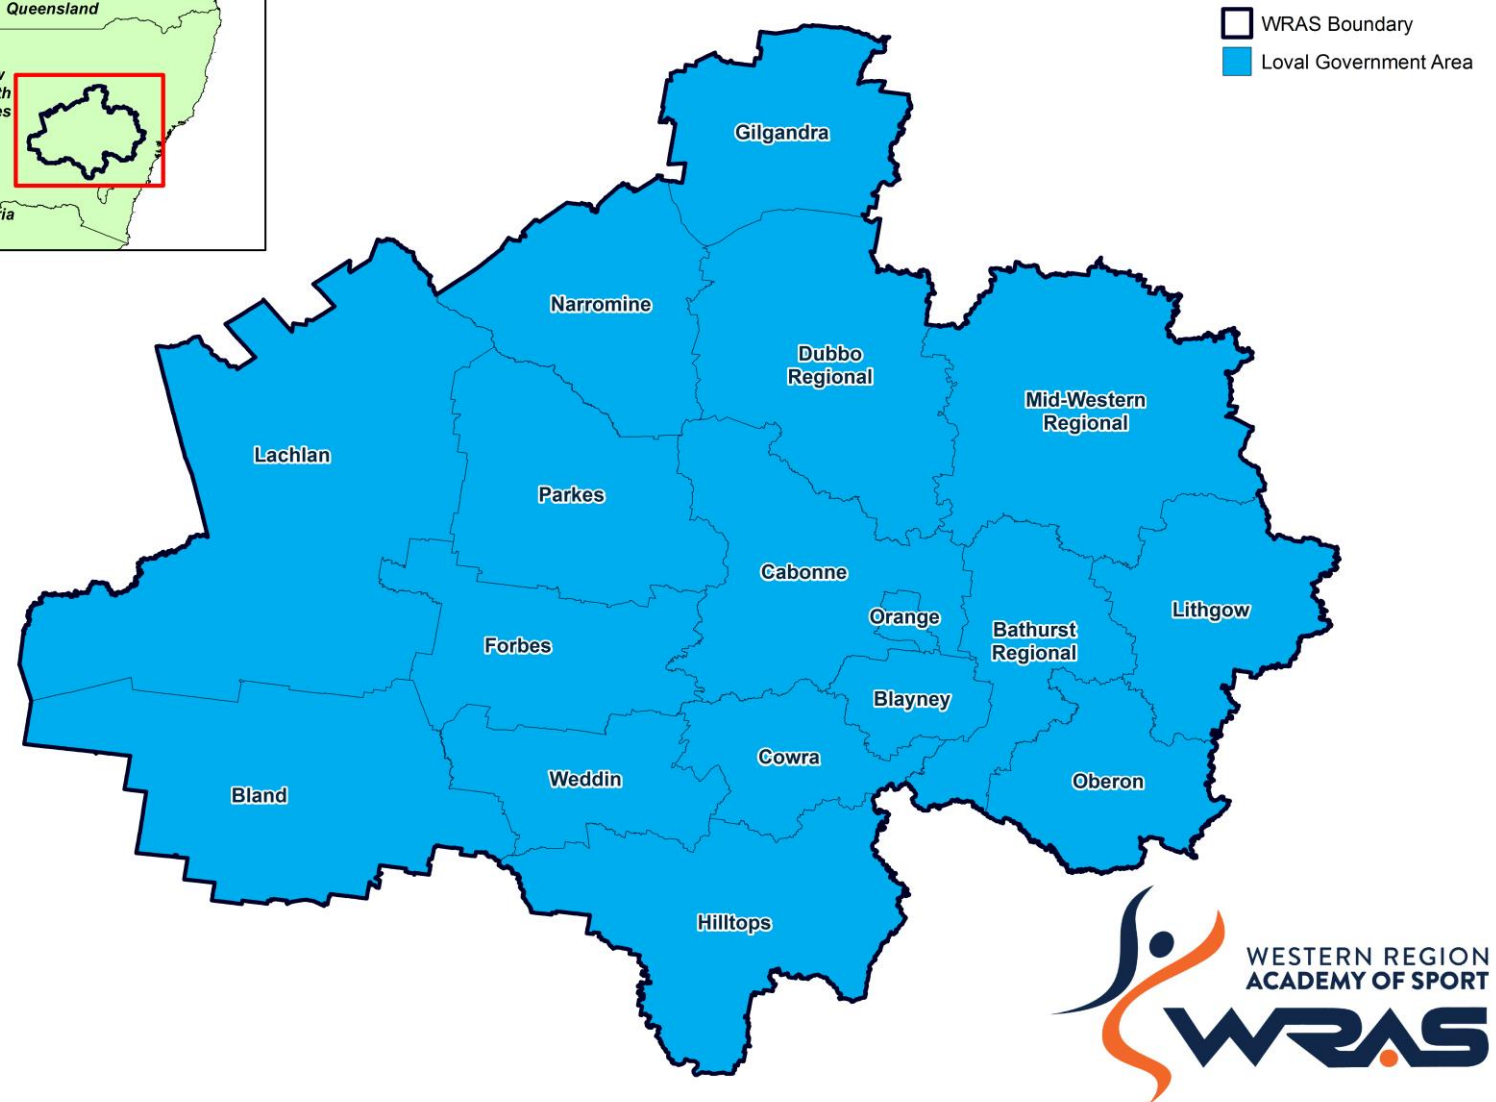 Queensland
WRAS Boundary
Loval Government Area
Gilgandra
Narromine
Dubbo
Regional
Mid-Western
Regional
Lachlan
Parkes
Cabonne
Orange
Lithgow
Bathurst
Regional
Forbes
Blayney
Cowra
Weddin
Oberon
Bland
Hilltops
WESTERN REGION
ACADEMY OF SPORT
WRAS